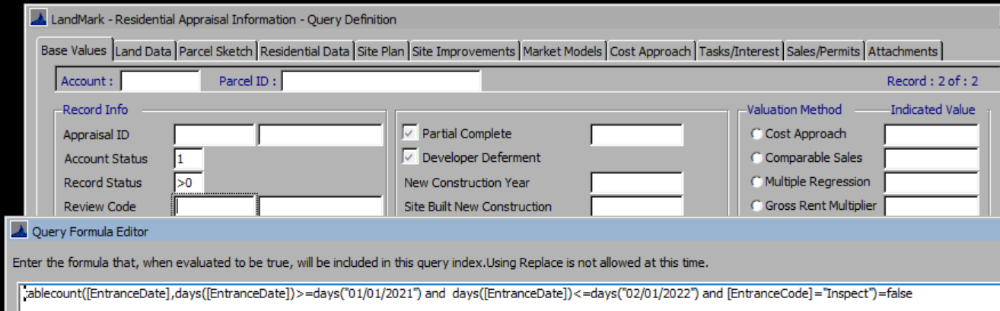 LandMark - Residential Appraisal Information - Query Definition
Base Values Land Data Parcel Sketch Residential Data Site Plan Site Improvements Market Models Cost Approach Tasks/Interest Sales/Permits Attachments
Account : Parcel ID : Record : 2 of : 2
Record Info Valuation Method Indicated Value
Appraisal ID Partial Complete Cost Approach
Account Status 1 Developer Deferment Comparable Sales
Record Status >0 New Construction Year Multiple Regression
Review Code Site Built New Construction Gross Rent Multiplier
Query Formula Editor
Enter the formula that, when evaluated to be true, will be included in this query index.Using Replace is not allowed at this time.
tablecount([EntranceDate],days([EntranceDate])>=days("01/01/2021") and days([EntranceDate])<=days("02/01/2022") and [EntranceCode]="Inspect")=false